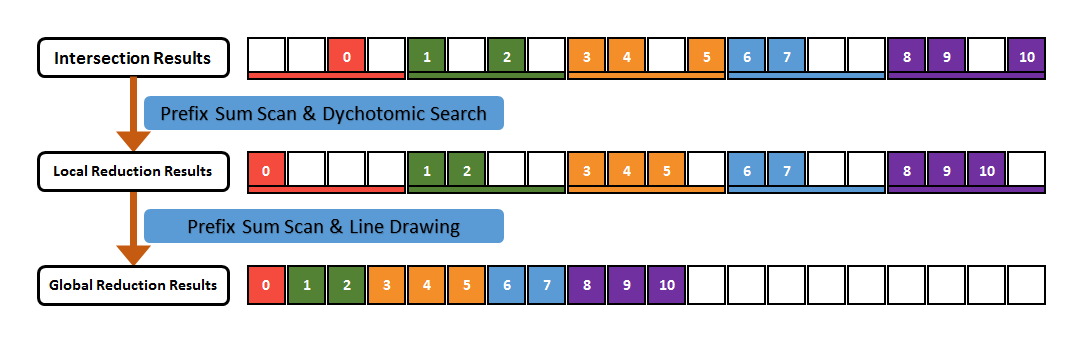 Intersection Results 0 1 2 3 4 5 6 7 8 9 10
Prefix Sum Scan & Dychotomic Search
Local Reduction Results 0 1 2 3 4 5 6 7 8 9 10
Prefix Sum Scan & Line Drawing
Global Reduction Results 0 1 2 3 4 5 6 7 8 9 10